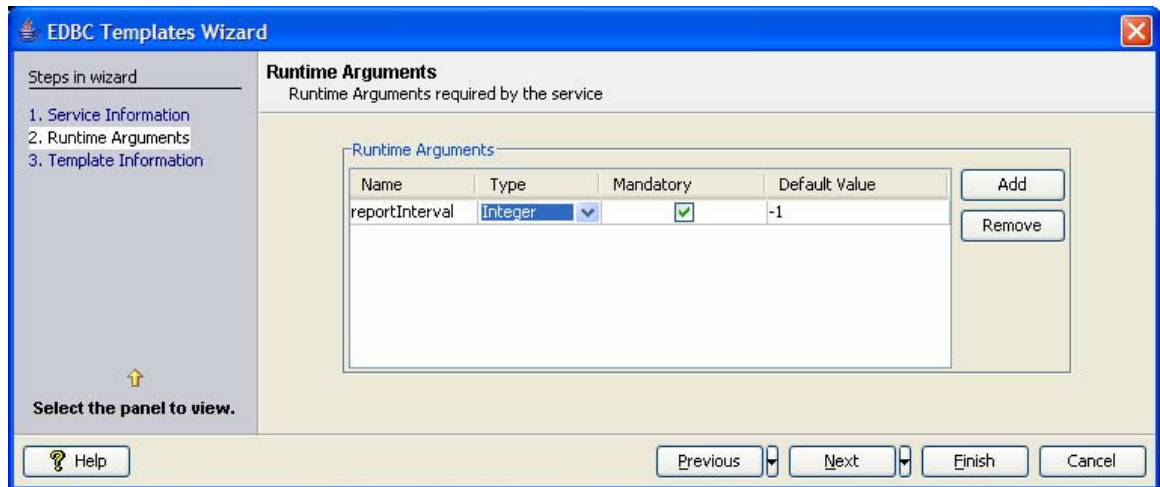 EDBC Templates Wizard
Steps in wizard
1. Service Information
2. Runtime Arguments
3. Template Information
Select the panel to view.
Runtime Arguments
Runtime Arguments required by the service
Runtime Arguments
Name Type Mandatory Default Value
reportInterval Integer -1
Add
Remove
Help
Previous Next Finish Cancel